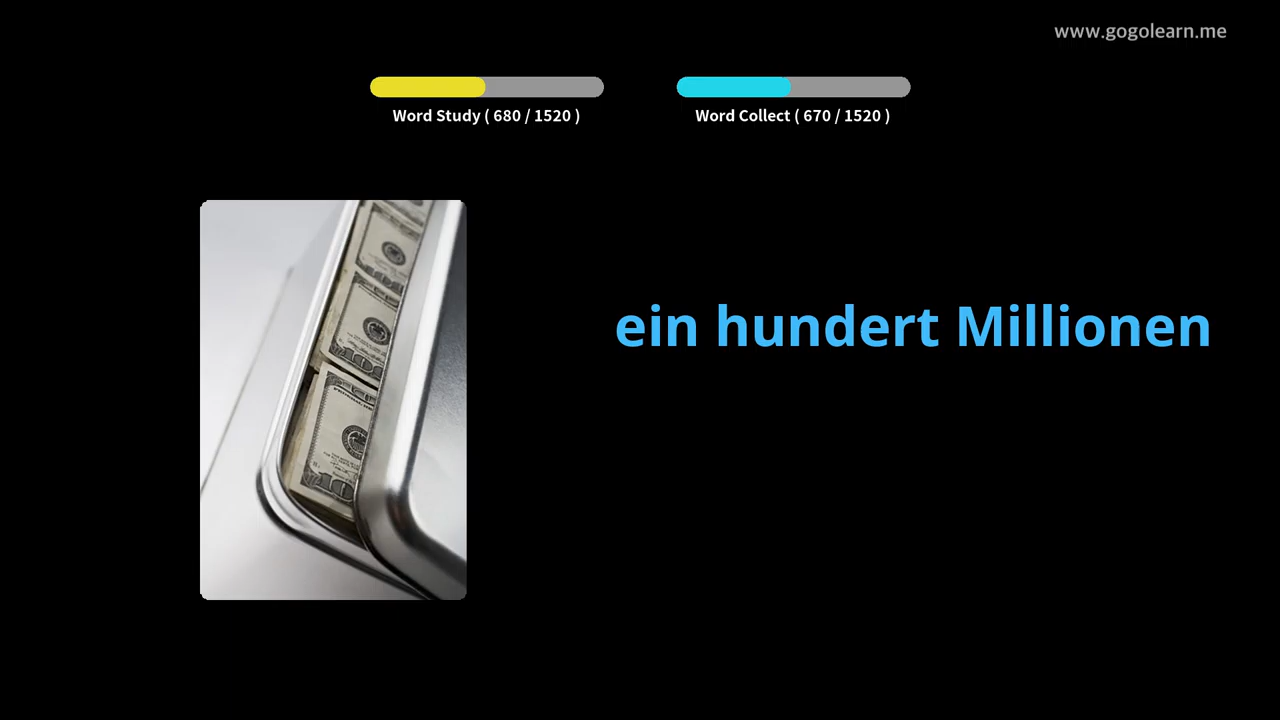 www.gogolearn.me
Word Study ( 680 / 1520 )
Word Collect ( 670 / 1520 )
ein hundert Millionen